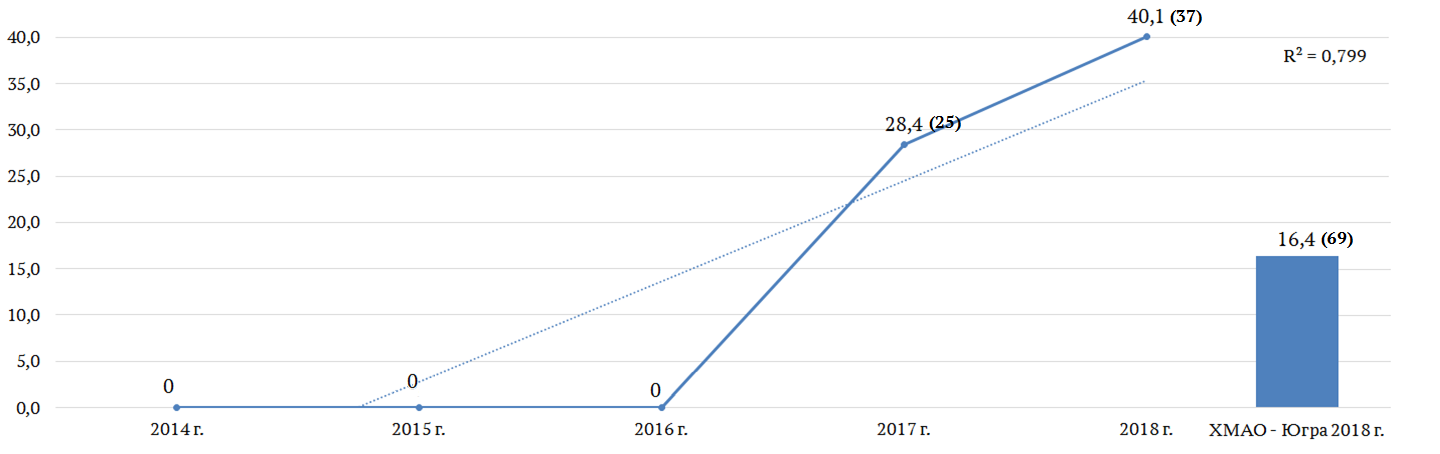 40,1 (37)
40,0
R² = 0,799
35,0
28,4 (25)
30,0
25,0
20,0
16,4 (69)
15,0
10,0
5,0
0
0
0
0,0
2014 г.
2015 г.
2016 г.
2017 г.
2018 г.
ХМАО - Югра 2018 г.